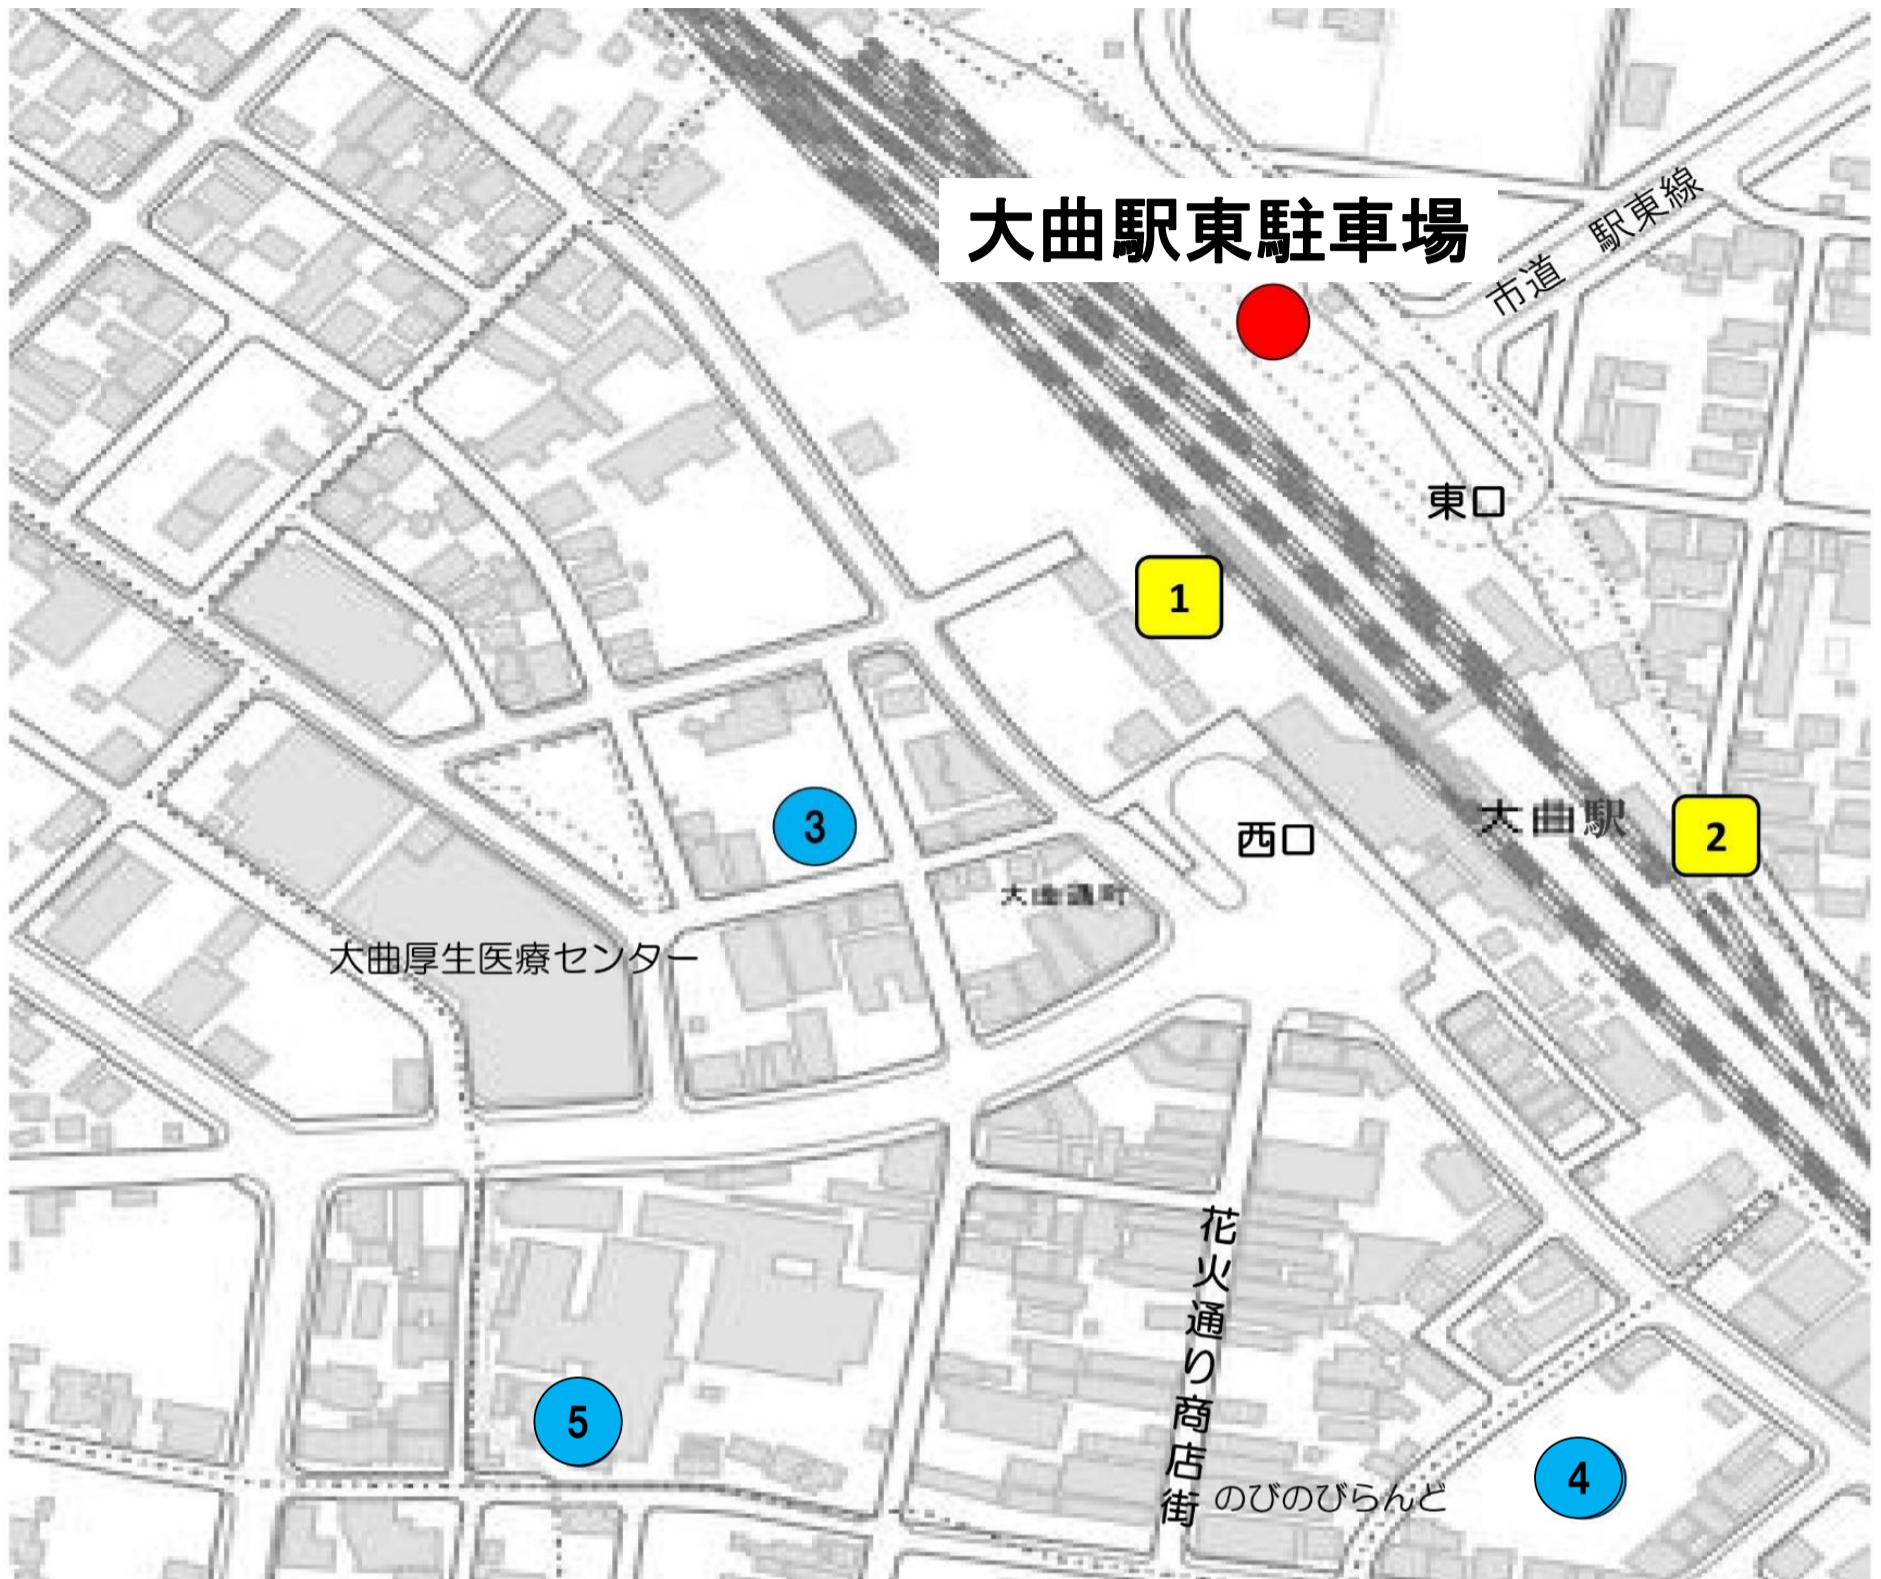 大曲駅東駐車場
市道 駅東線
東口
1
大曲駅
2
3
西口
大曲通町
大曲厚生医療センター
花火通り商店街
5
のびのびらんど
4